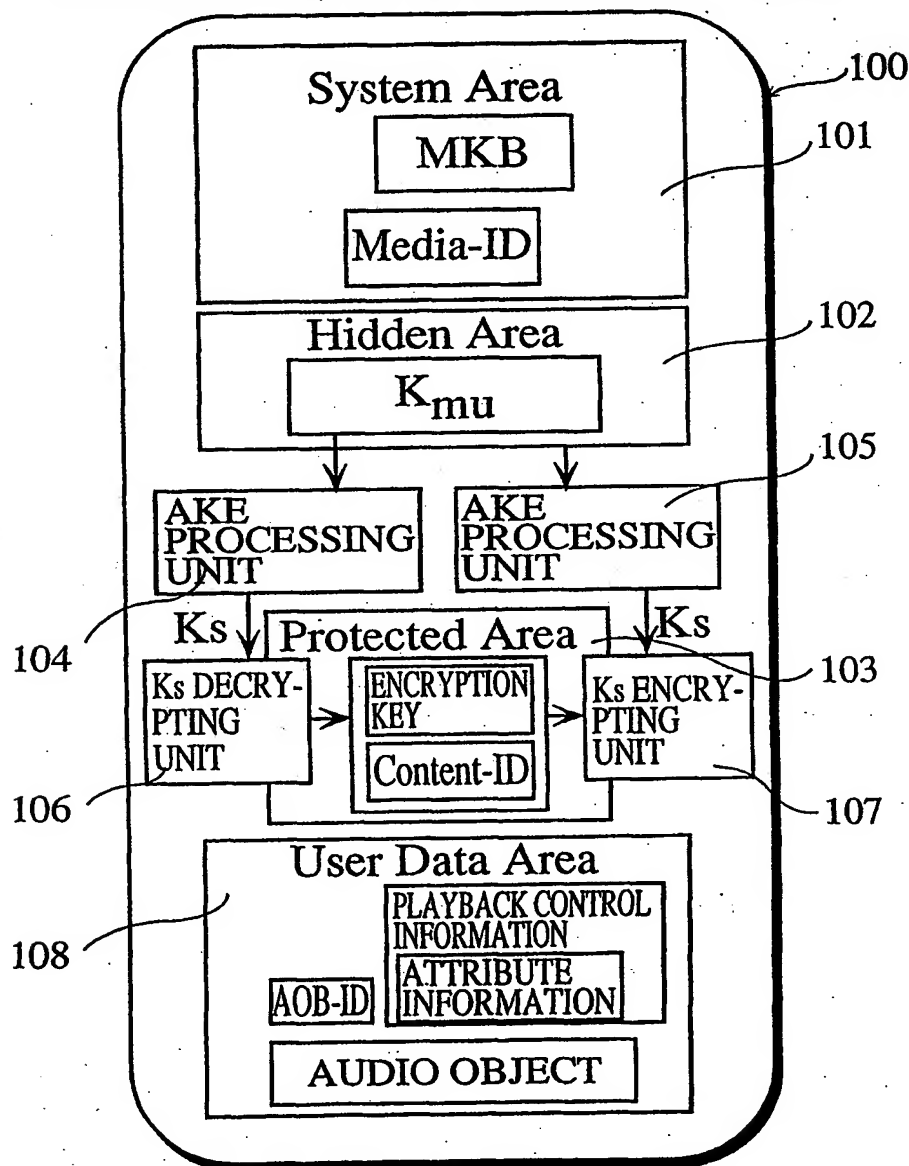 100
System Area
101
MKB
Media-ID
102
Hidden Area
Kmu
105
AKE
PROCESSING
UNIT
AKE
PROCESSING
UNIT
104
Ks
Protected Area
Ks
103
Ks DECRY-
PTING
UNIT
ENCRYPTION
KEY
Content-ID
Ks ENCRY-
PTING
UNIT
106
107
User Data Area
108
PLAYBACK CONTROL
INFORMATION
ATTRIBUTE
INFORMATION
AOB-ID
AUDIO OBJECT